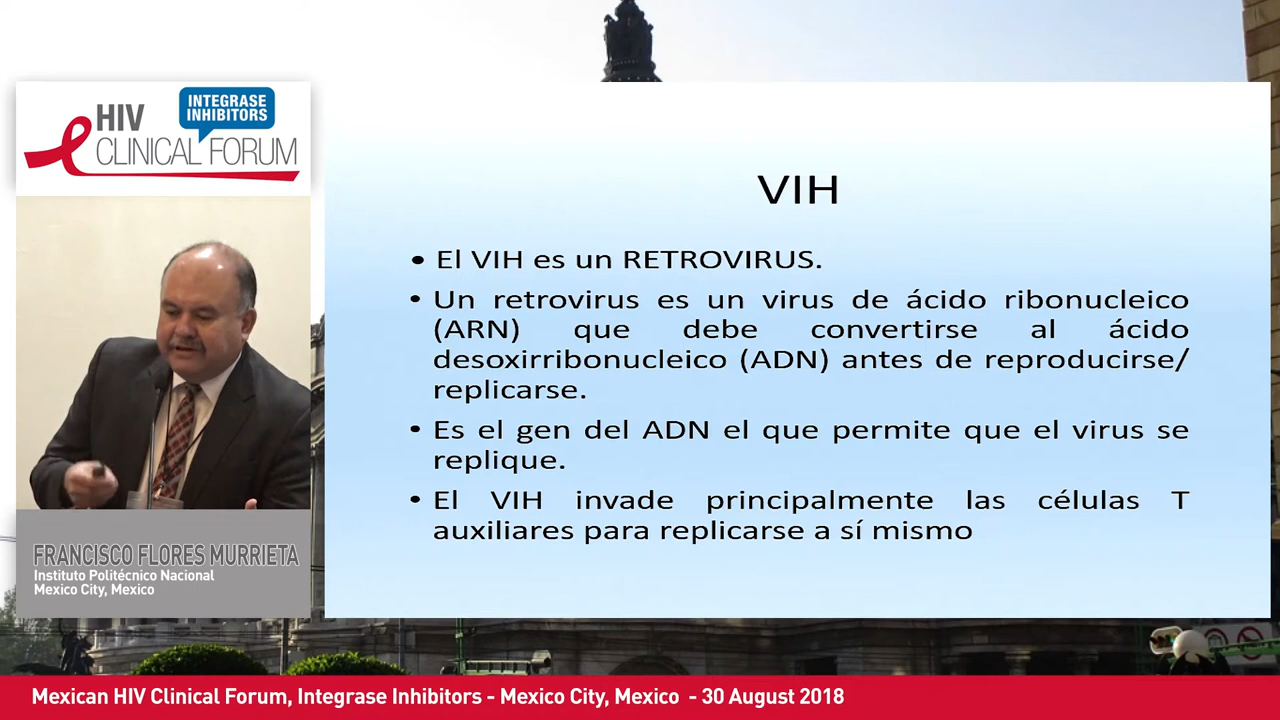 HIV
INTEGRASE
INHIBITORS
CLINICAL FORUM
FRANCISCO FLORES MURRIETA
Instituto Politécnico Nacional
Mexico City, Mexico
VIH
• El VIH es un RETROVIRUS.
• Un retrovirus es un virus de ácido ribonucleico
(ARN) que debe convertirse al ácido
desoxirribonucleico (ADN) antes de reproducirse/
replicarse.
• Es el gen del ADN el que permite que el virus se
replique.
• El VIH invade principalmente las células T
auxiliares para replicarse a sí mismo
Mexican HIV Clinical Forum, Integrase Inhibitors - Mexico City, Mexico - 30 August 2018